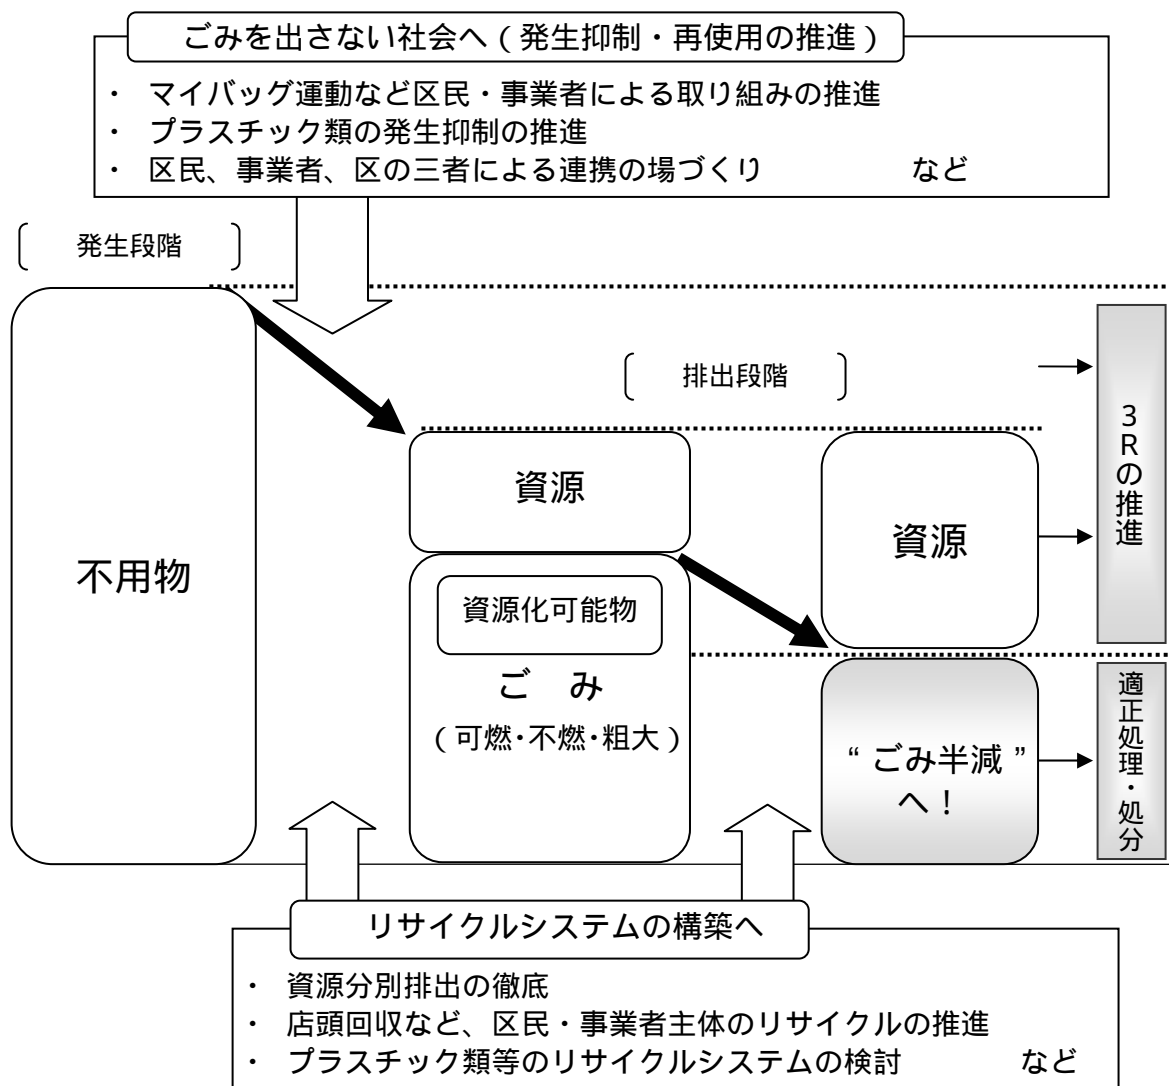 ごみを出さない社会へ(発生抑制・再使用の推進)
・ マイバッグ運動など区民・事業者による取り組みの推進
・ プラスチック類の発生抑制の推進
・ 区民、事業者、区の三者による連携の場づくり など
発生段階
排出段階
不用物
資源
資源化可能物
ごみ
(可燃・不燃・粗大)
資源
“ごみ半減”
へ!
3Rの推進
適正処理・処分
リサイクルシステムの構築へ
・ 資源分別排出の徹底
・ 店頭回収など、区民・事業者主体のリサイクルの推進
・ プラスチック類等のリサイクルシステムの検討 など